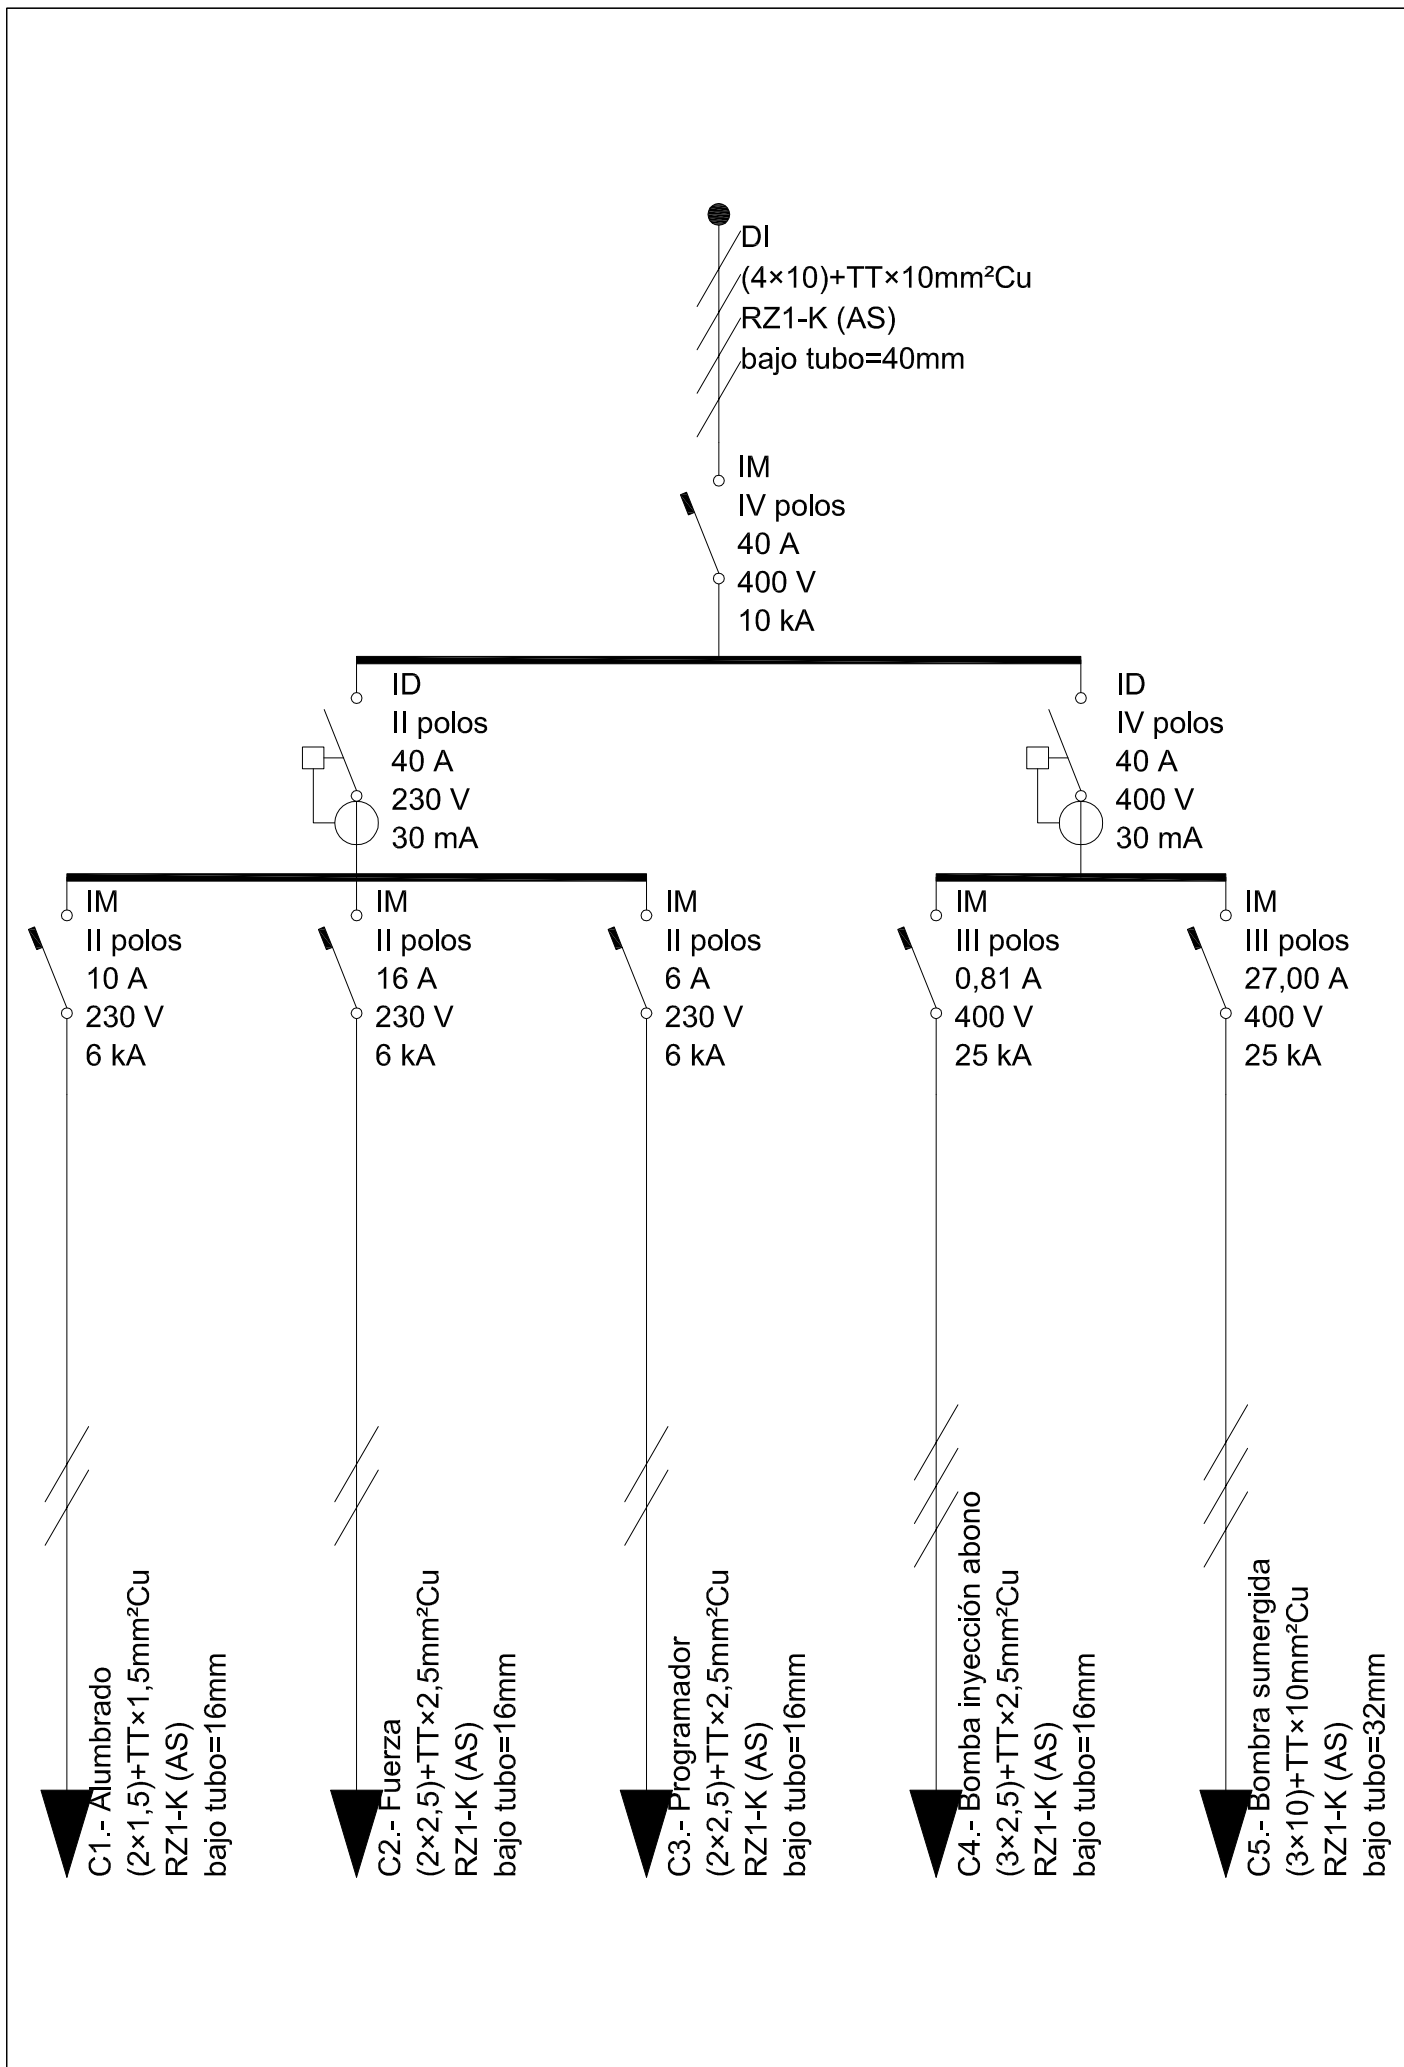 DI
(4×10)+TT×10mm²Cu
RZ1-K (AS)
bajo tubo=40mm
IM
IV polos
40 A
400 V
10 kA
ID
II polos
40 A
230 V
30 mA
ID
IV polos
40 A
400 V
30 mA
IM
II polos
10 A
230 V
6 kA
IM
II polos
16 A
230 V
6 kA
IM
II polos
6 A
230 V
6 kA
IM
III polos
0,81 A
400 V
25 kA
IM
III polos
27,00 A
400 V
25 kA
C1.- Alumbrado
(2×1,5)+TT×1,5mm²Cu
RZ1-K (AS)
bajo tubo=16mm
C2.- Fuerza
(2×2,5)+TT×2,5mm²Cu
RZ1-K (AS)
bajo tubo=16mm
C3.- Programador
(2×2,5)+TT×2,5mm²Cu
RZ1-K (AS)
bajo tubo=16mm
C4.- Bomba inyección abono
(3×2,5)+TT×2,5mm²Cu
RZ1-K (AS)
bajo tubo=16mm
C5.- Bombra sumergida
(3×10)+TT×10mm²Cu
RZ1-K (AS)
bajo tubo=32mm